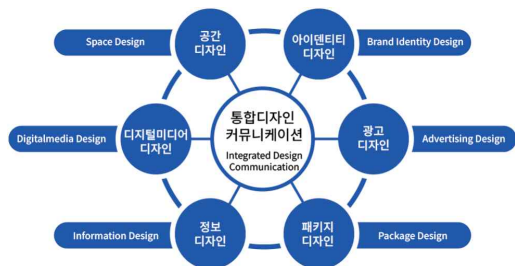 Space Design
공간
디자인
아이덴티티
디자인
Brand Identity Design
Digitalmedia Design
디지털미디어
디자인
통합디자인
커뮤니케이션
Integrated Design
Communication
광고
디자인
Advertising Design
Information Design
정보
디자인
패키지
디자인
Package Design